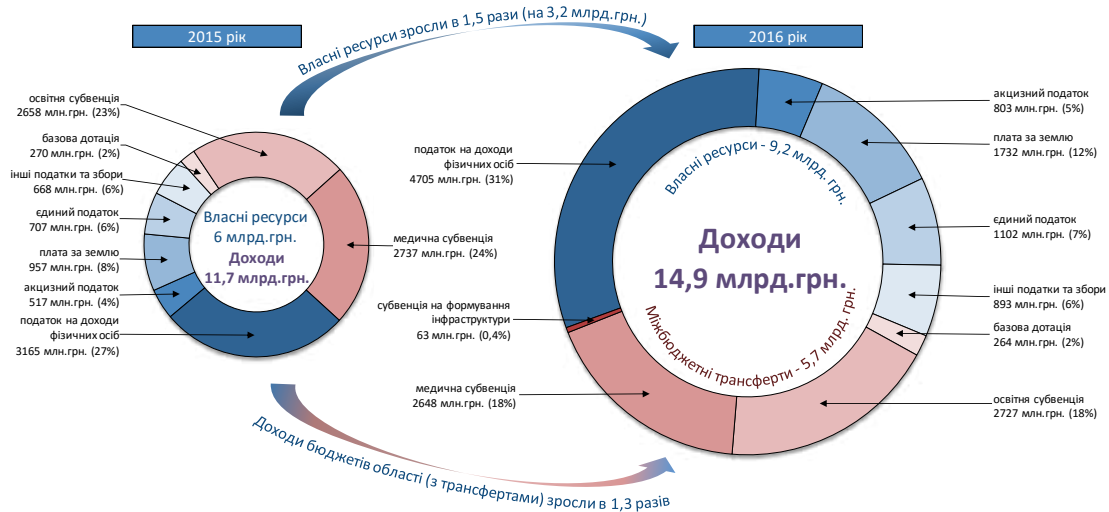 Власні ресурси зросли в 1,5 рази (на 3,2 млрд.грн.)
2015 рік
2016 рік
освітня субвенція
2658 млн.грн. (23%)
базова дотація
270 млн.грн. (2%)
інші податки та збори
668 млн.грн. (6%)
єдиний податок
707 млн.грн. (6%)
плата за землю
957 млн.грн. (8%)
акцизний податок
517 млн.грн. (4%)
податок на доходи
фізичних осіб
3165 млн.грн. (27%)
медична субвенція
2737 млн.грн. (24%)
Власні ресурси
6 млрд.грн.
Доходи
11,7 млрд.грн.
податок на доходи
фізичних осіб
4705 млн.грн. (31%)
субвенція на формування
інфраструктури
63 млн.грн. (0,4%)
медична субвенція
2648 млн.грн. (18%)
Власні ресурси - 9,2 млрд. грн.
Доходи
14,9 млрд.грн.
Міжбюджетні трансферти - 5,7 млрд. грн.
акцизний податок
803 млн.грн. (5%)
плата за землю
1732 млн.грн. (12%)
єдиний податок
1102 млн.грн. (7%)
інші податки та збори
893 млн.грн. (6%)
базова дотація
264 млн.грн. (2%)
освітня субвенція
2727 млн.грн. (18%)
Доходи бюджетів області (з трансфертами) зросли в 1,3 разів